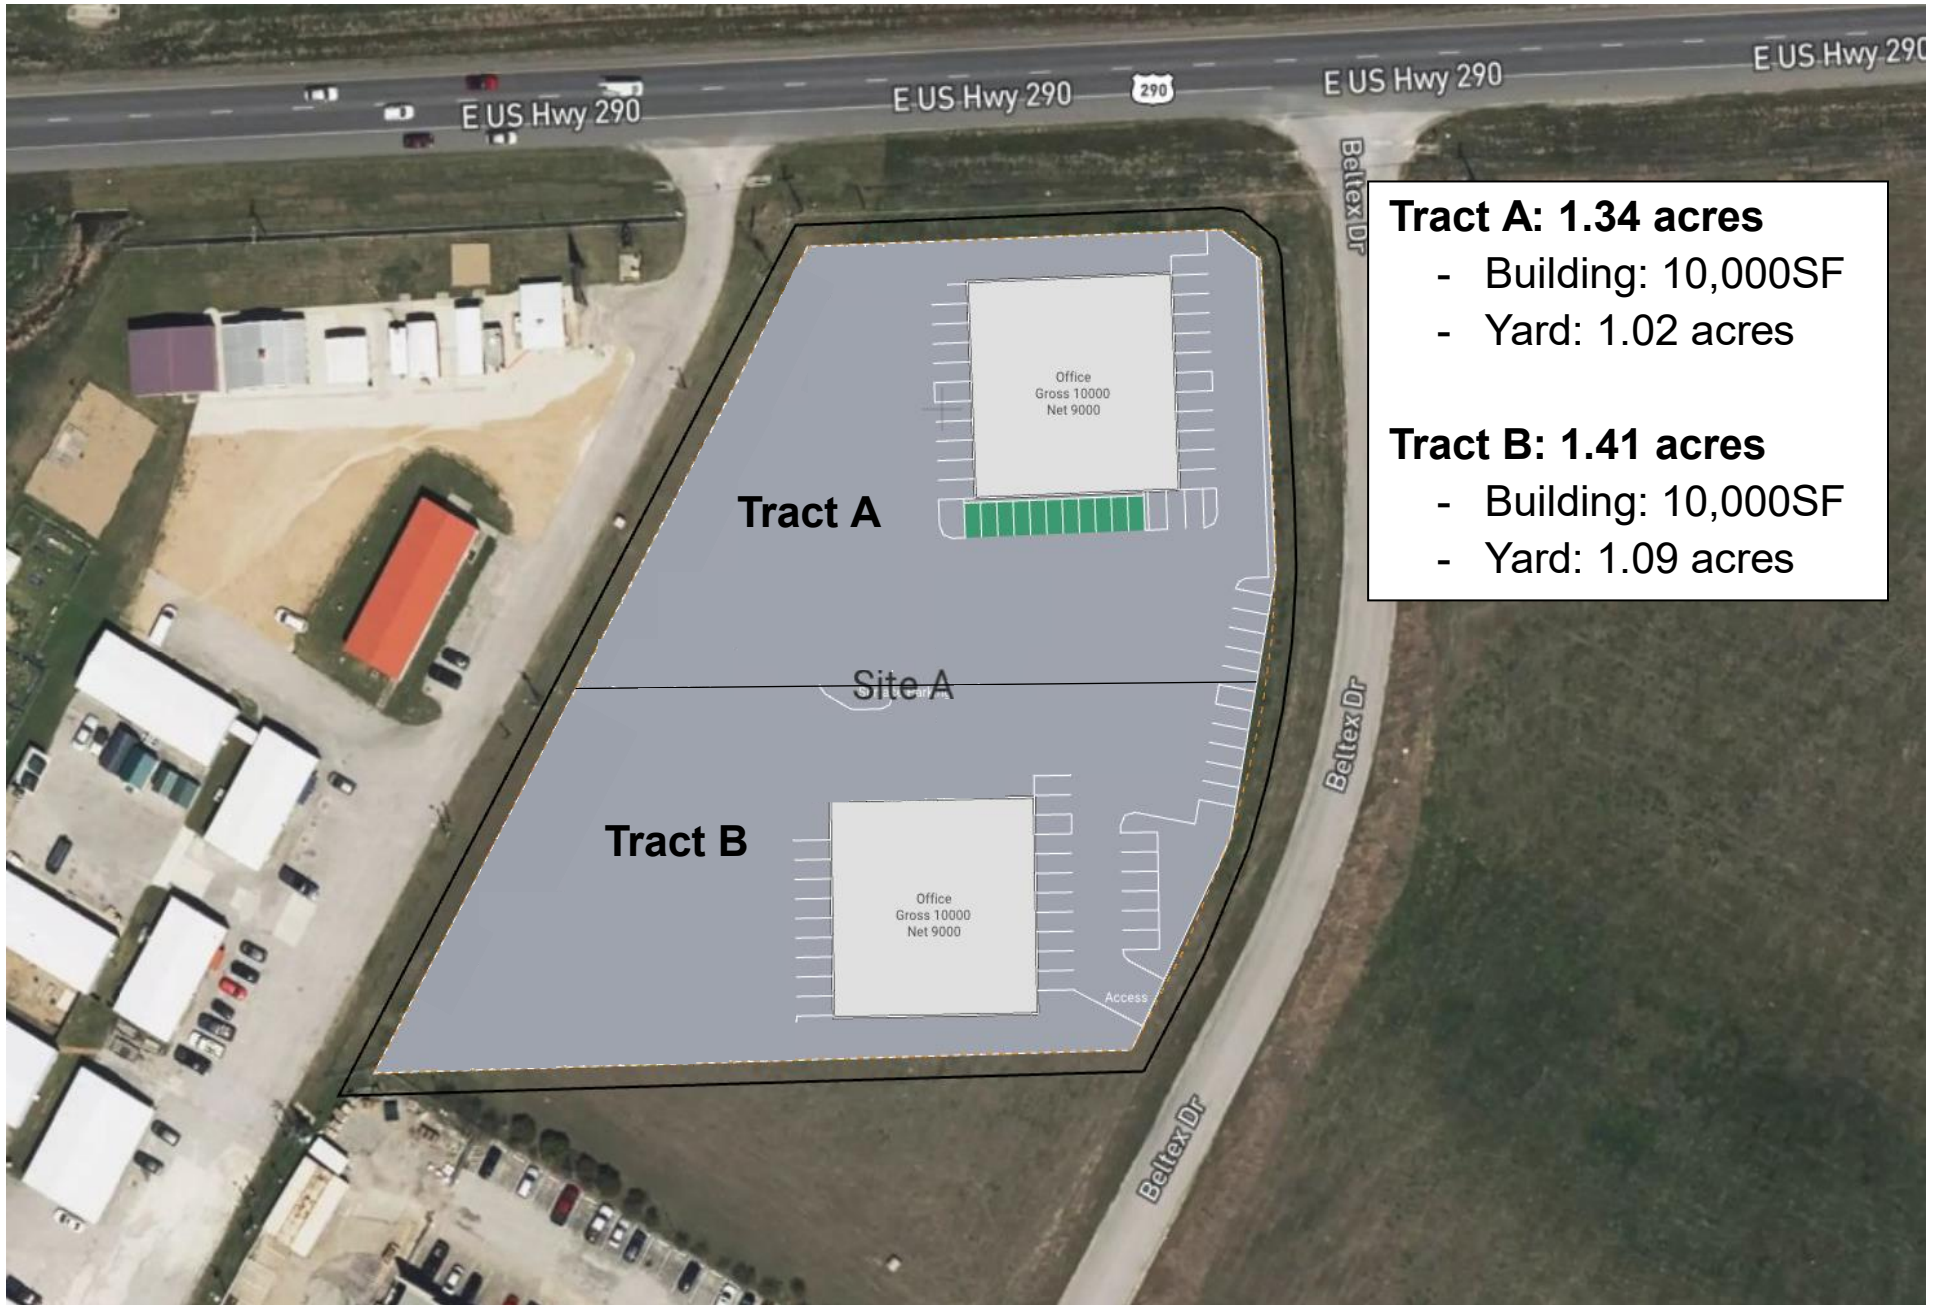 E US Hwy 290
E US Hwy 290
290
E US Hwy 290
E US Hwy 290
Beltex Dr
Tract A: 1.34 acres
- Building: 10,000SF
- Yard: 1.02 acres
Tract B: 1.41 acres
- Building: 10,000SF
- Yard: 1.09 acres
Office
Gross 10000
Net 9000
Tract A
Site A
Beltex Dr
Tract B
Office
Gross 10000
Net 9000
Access
Beltex Dr